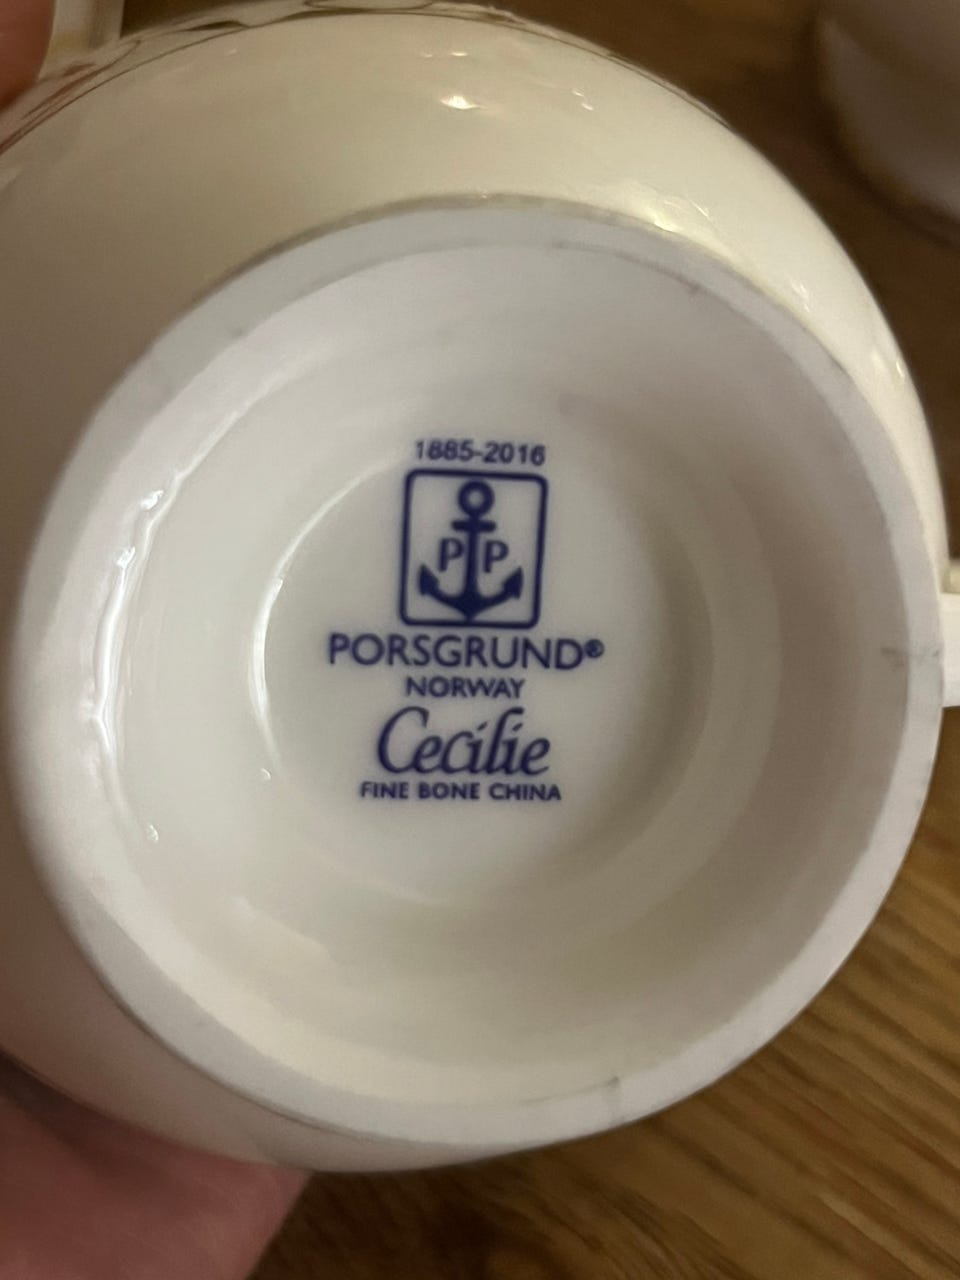 1885-2016
P P
PORSGRUND®
NORWAY
Cecilie
FINE BONE CHINA